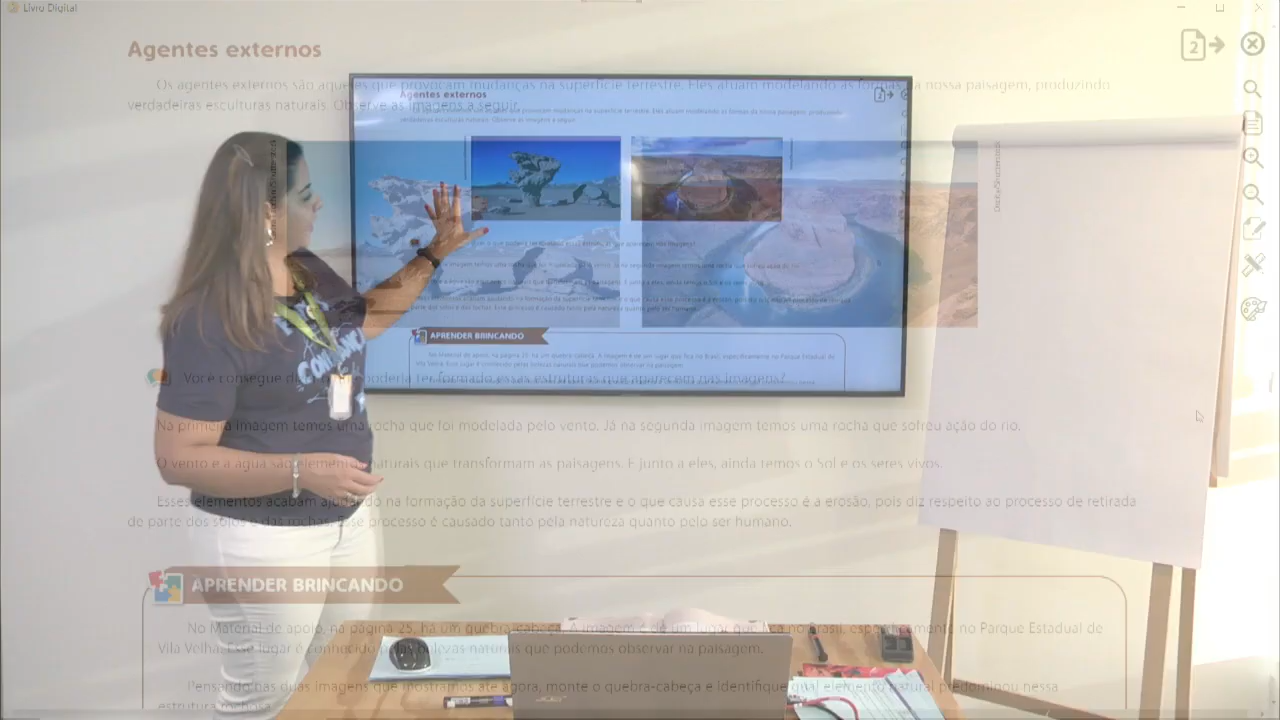 Livro Digital
Agentes externos
2
Os agentes externos são aqueles que provocam mudanças na superfície terrestre. Eles atuam modelando as formas da nossa paisagem, produzindo
verdadeiras esculturas naturais. Observe as imagens a seguir.
Agentes externos
2
APRENDER BRINCANDO
Você consegue poderia ter formado essas estruturas que aparecem nas imagens?
Na primeira imagem temos uma rocha que foi modelada pelo vento. Já na segunda imagem temos uma rocha que sofreu ação do rio.
O vento e a água são elementos naturais que transformam as paisagens. E junto a eles, ainda temos o Sol e os seres vivos.
Esses elementos acabam ajudando na formação da superfície terrestre e o que causa esse processo é a erosão, pois diz respeito ao processo de retirada
de parte dos solos e das rochas. Esse processo é causado tanto pela natureza quanto pelo ser humano.
APRENDER BRINCANDO
No Material de apoio, na página 25, há um quebra-cabeça. A imagem é de um lugar que fica no Brasil, especificamente no Parque Estadual de
Vila Velha. Esse lugar é conhecido pelas belezas naturais que podemos observar na paisagem.
Pensando nas duas imagens que mostramos até agora, monte o quebra-cabeça e identifique qual elemento natural predominou nessa
estrutura rochosa.